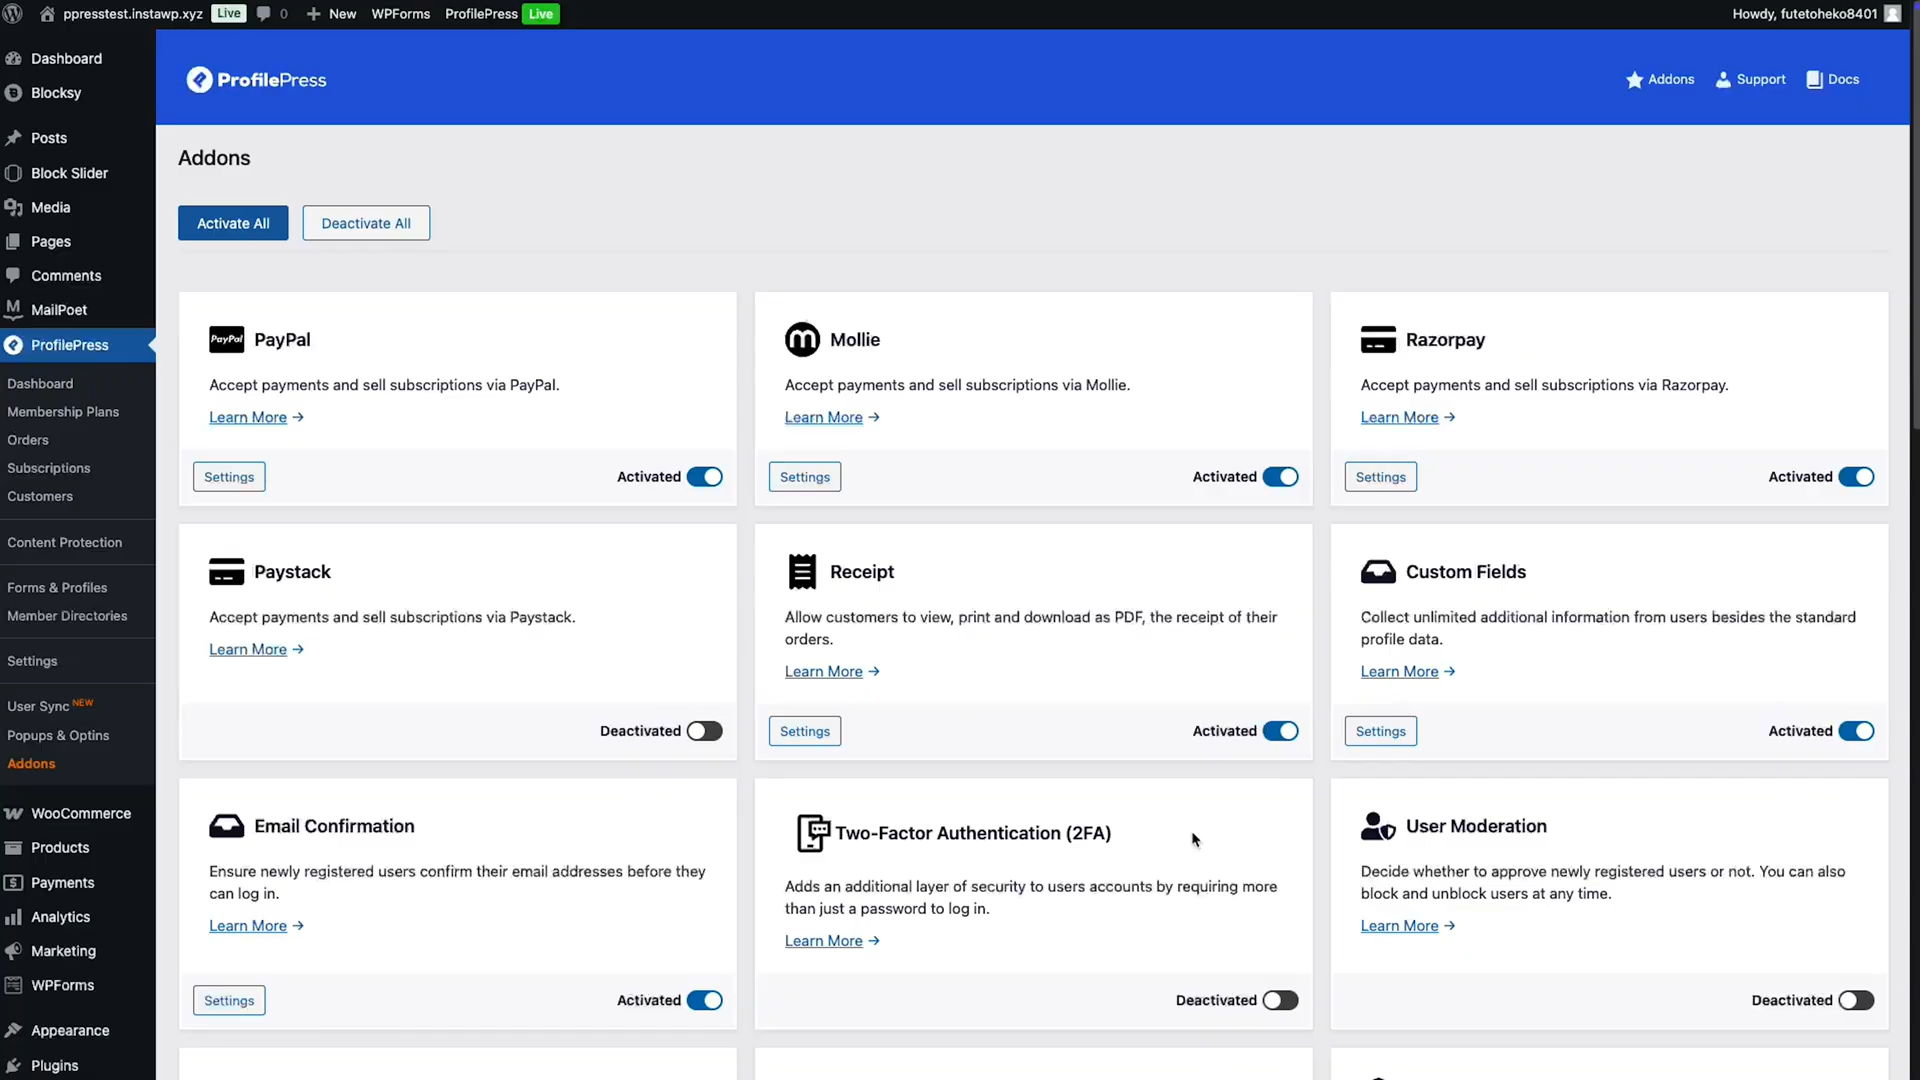 ppresstest.instawp.xyz Live 0 New WPForms ProfilePress Live Howdy, futetoheko8401
Dashboard
Blocksy
Posts
Block Slider
Media
Pages
Comments
MailPoet
ProfilePress
Dashboard
Membership Plans
Orders
Subscriptions
Customers
Content Protection
Forms & Profiles
Member Directories
Settings
User Sync NEW
Popups & Optins
Addons
WooCommerce
Products
Payments
Analytics
Marketing
WPForms
Appearance
Plugins
ProfilePress
Addons Support Docs
Addons
Activate All Deactivate All
PayPal PayPal
Accept payments and sell subscriptions via PayPal.
Learn More →
Settings Activated
Mollie
Accept payments and sell subscriptions via Mollie.
Learn More →
Settings Activated
Razorpay
Accept payments and sell subscriptions via Razorpay.
Learn More →
Settings Activated
Paystack
Accept payments and sell subscriptions via Paystack.
Learn More →
Deactivated
Receipt
Allow customers to view, print and download as PDF, the receipt of their
orders.
Learn More →
Settings Activated
Custom Fields
Collect unlimited additional information from users besides the standard
profile data.
Learn More →
Settings Activated
Email Confirmation
Ensure newly registered users confirm their email addresses before they
can log in.
Learn More →
Settings Activated
Two-Factor Authentication (2FA)
Adds an additional layer of security to users accounts by requiring more
than just a password to log in.
Learn More →
Deactivated
User Moderation
Decide whether to approve newly registered users or not. You can also
block and unblock users at any time.
Learn More →
Deactivated